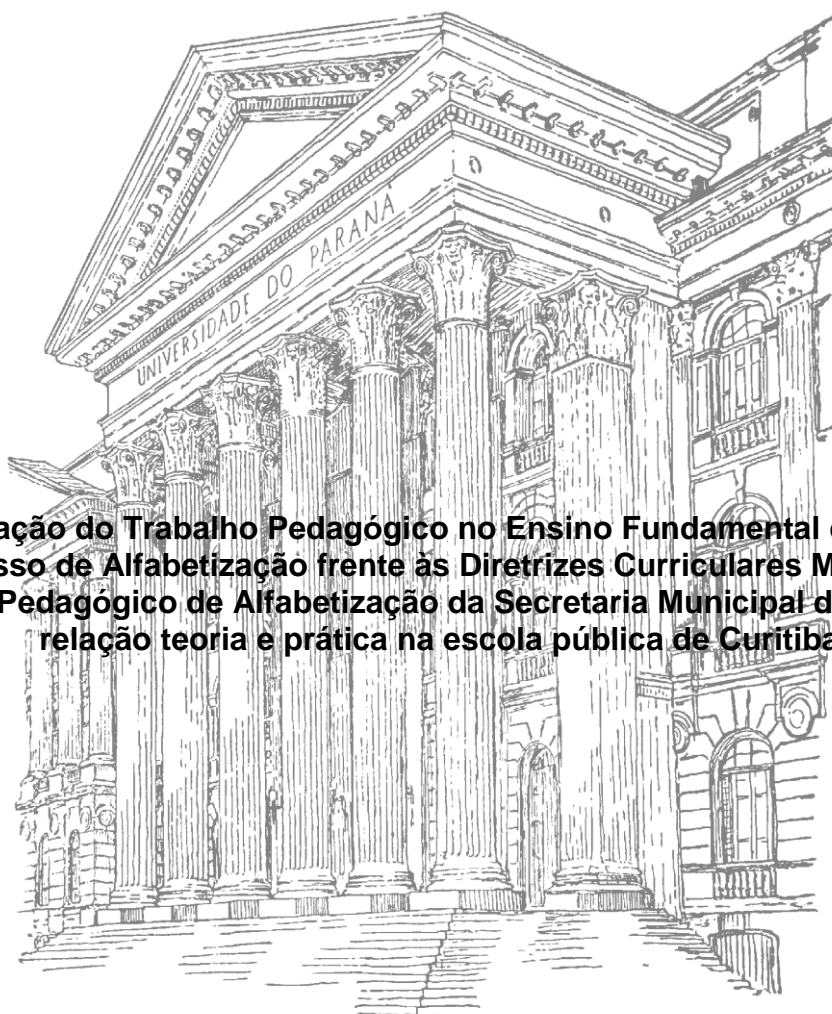 UNIVERSIDADE DO PARANÁ
ação do Trabalho Pedagógico no Ensino Fundamental
sso de Alfabetização frente às Diretrizes Curriculares M
Pedagógico de Alfabetização da Secretaria Municipal d
relação teoria e prática na escola pública de Curitiba